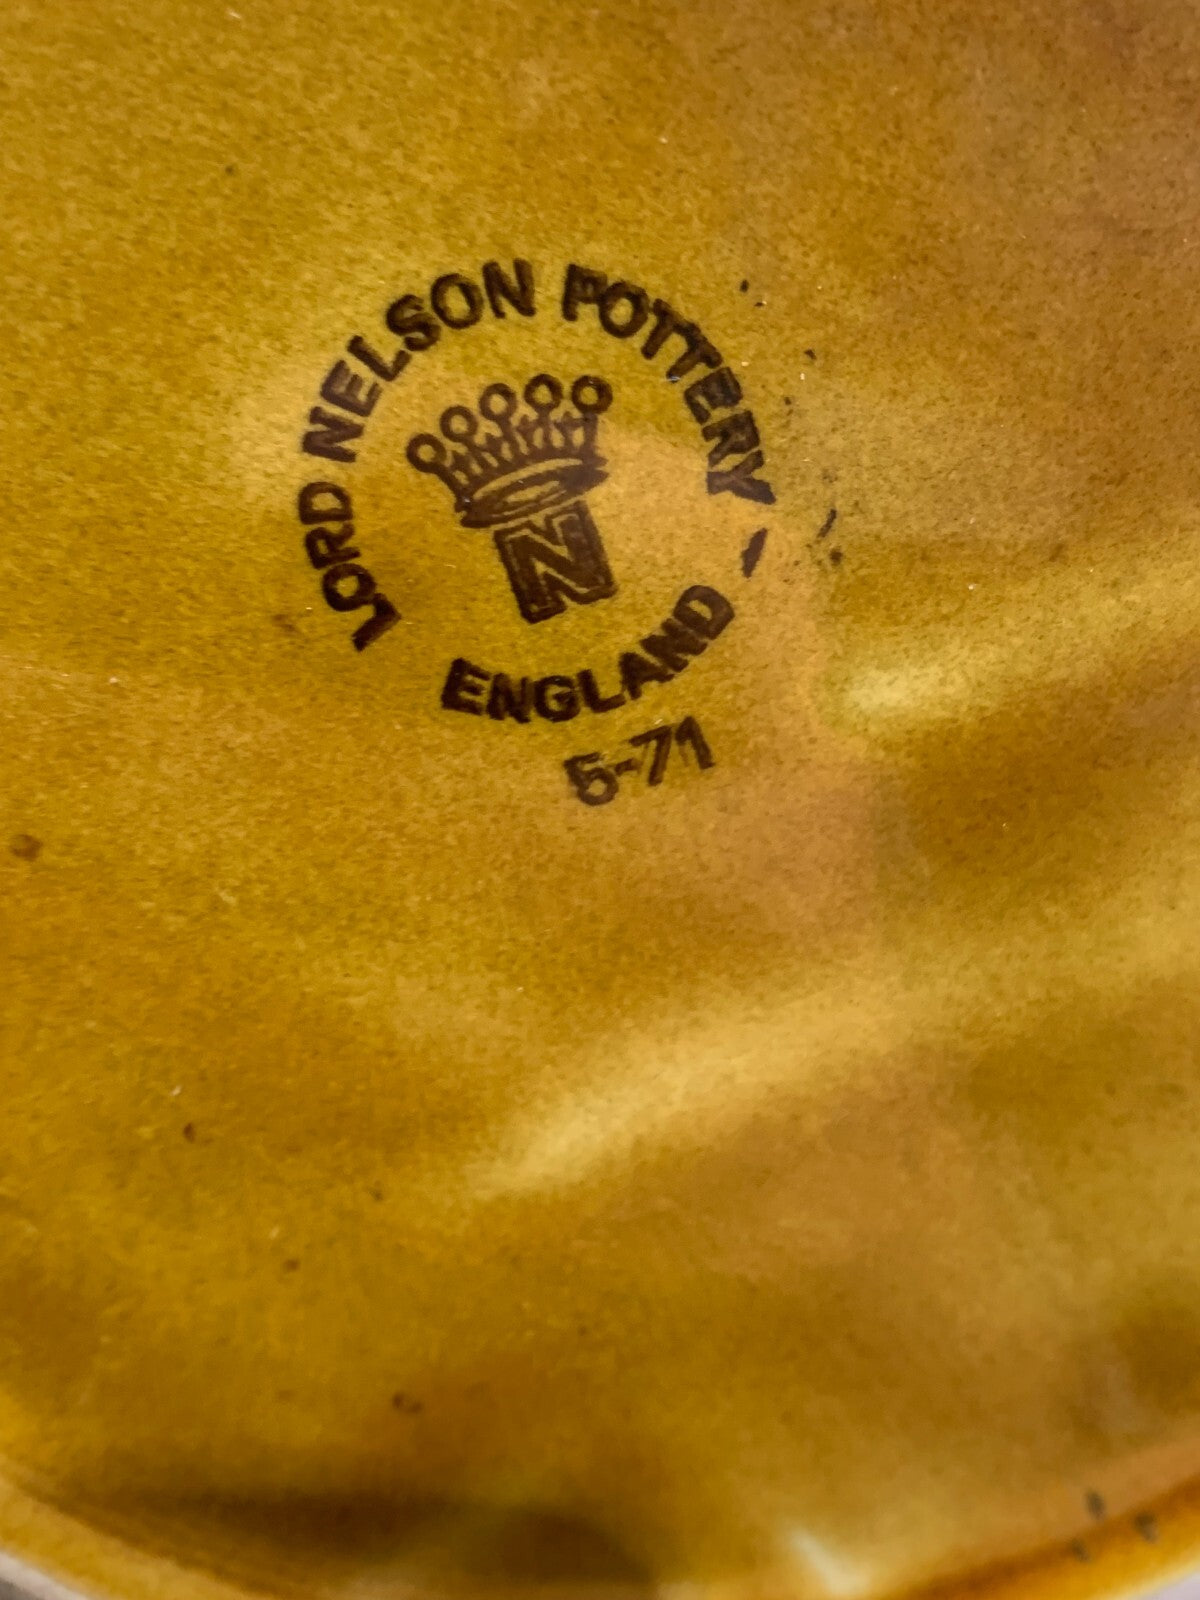 LORD NELSON POTTERY
N
ENGLAND
5-71